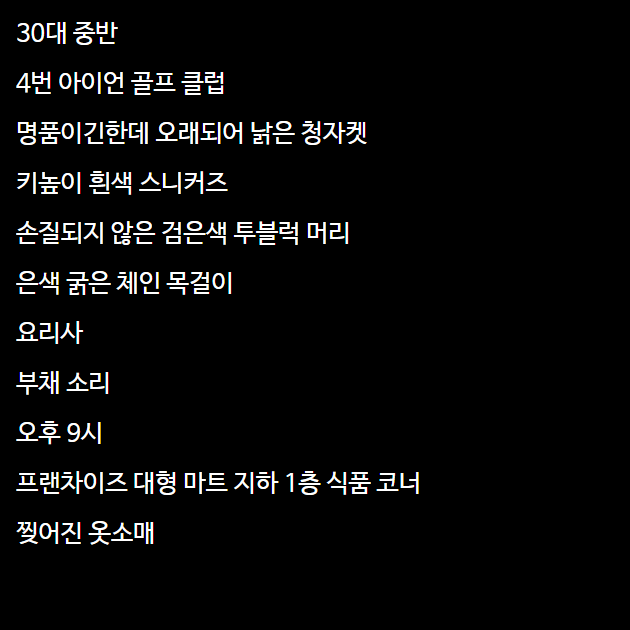 30대 중반
4번 아이언 골프 클럽
명품이긴한데 오래되어 낡은 청자켓
키높이 흰색 스니커즈
손질되지 않은 검은색 투블럭 머리
은색 굵은 체인 목걸이
요리사
부채 소리
오후 9시
프랜차이즈 대형 마트 지하 1층 식품 코너
찢어진 옷소매